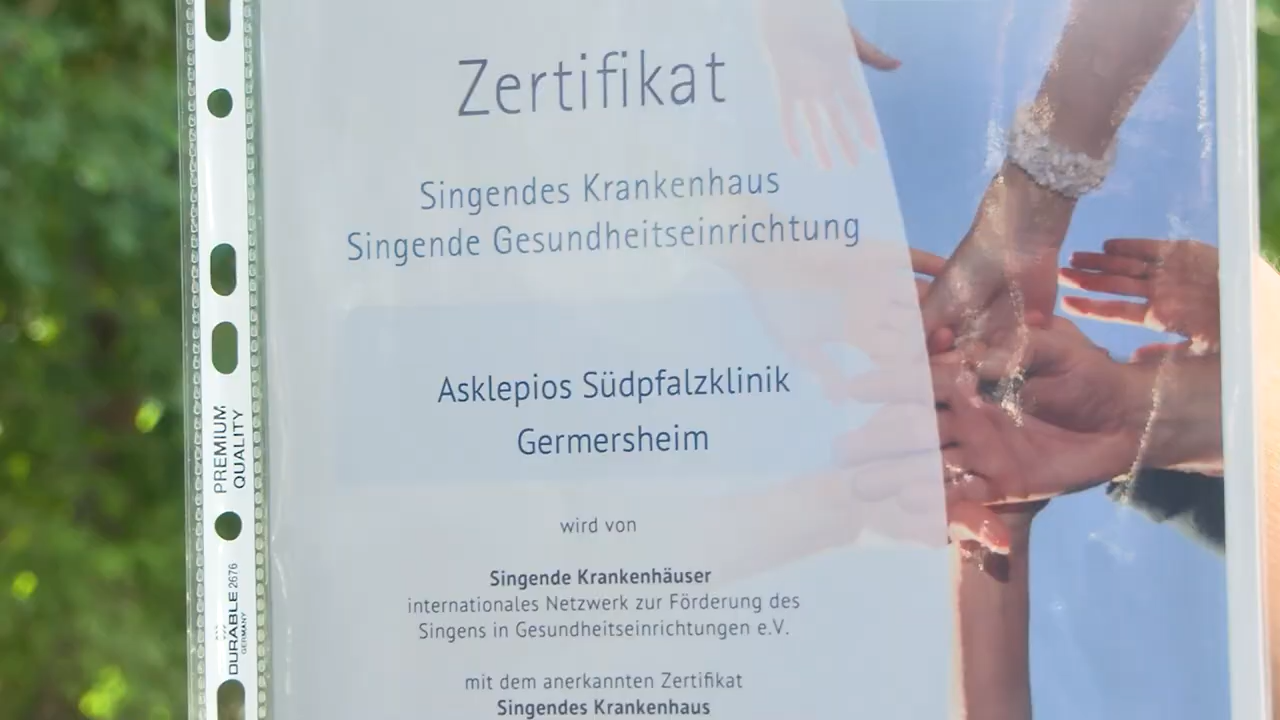 Zertifikat
Singendes Krankenhaus
Singende Gesundheitseinrichtung
Asklepios Südpfalzklinik
Germersheim
wird von
Singende Krankenhäuser
internationales Netzwerk zur Förderung des
Singens in Gesundheitseinrichtungen e.V.
mit dem anerkannten Zertifikat
Singendes Krankenhaus
PREMIUM
QUALITY
DURABLE 2676
GERMANY